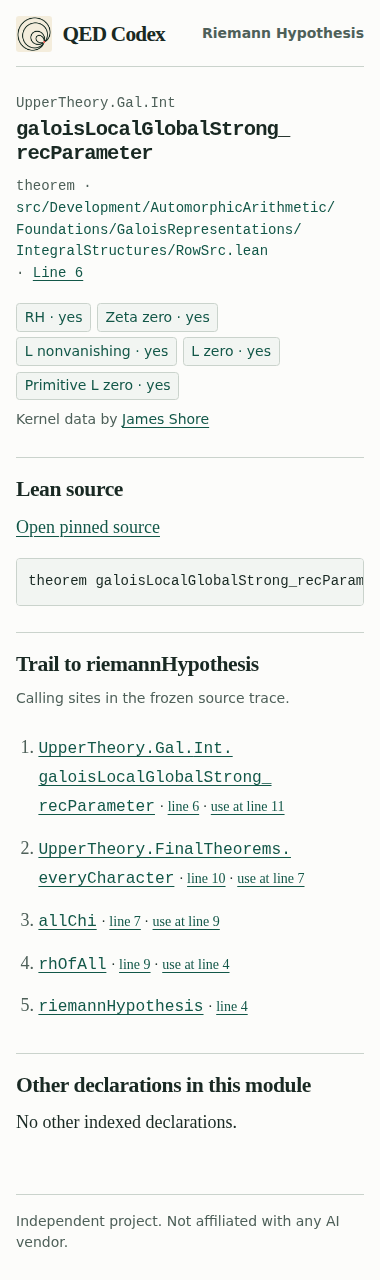 QED Codex
Riemann Hypothesis
UpperTheory.Gal.Int
galoisLocalGlobalStrong_
recParameter
theorem ·
src/Development/AutomorphicArithmetic/
Foundations/GaloisRepresentations/
IntegralStructures/RowSrc.lean
· Line 6
RH · yes
Zeta zero · yes
L nonvanishing · yes
L zero · yes
Primitive L zero · yes
Kernel data by James Shore
Lean source
Open pinned source
theorem galoisLocalGlobalStrong_recParam
Trail to riemannHypothesis
Calling sites in the frozen source trace.
1. UpperTheory.Gal.Int.
galoisLocalGlobalStrong_
recParameter · line 6 · use at line 11
2. UpperTheory.FinalTheorems.
everyCharacter · line 10 · use at line 7
3. allChi · line 7 · use at line 9
4. rhOfAll · line 9 · use at line 4
5. riemannHypothesis · line 4
Other declarations in this module
No other indexed declarations.
Independent project. Not affiliated with any AI
vendor.